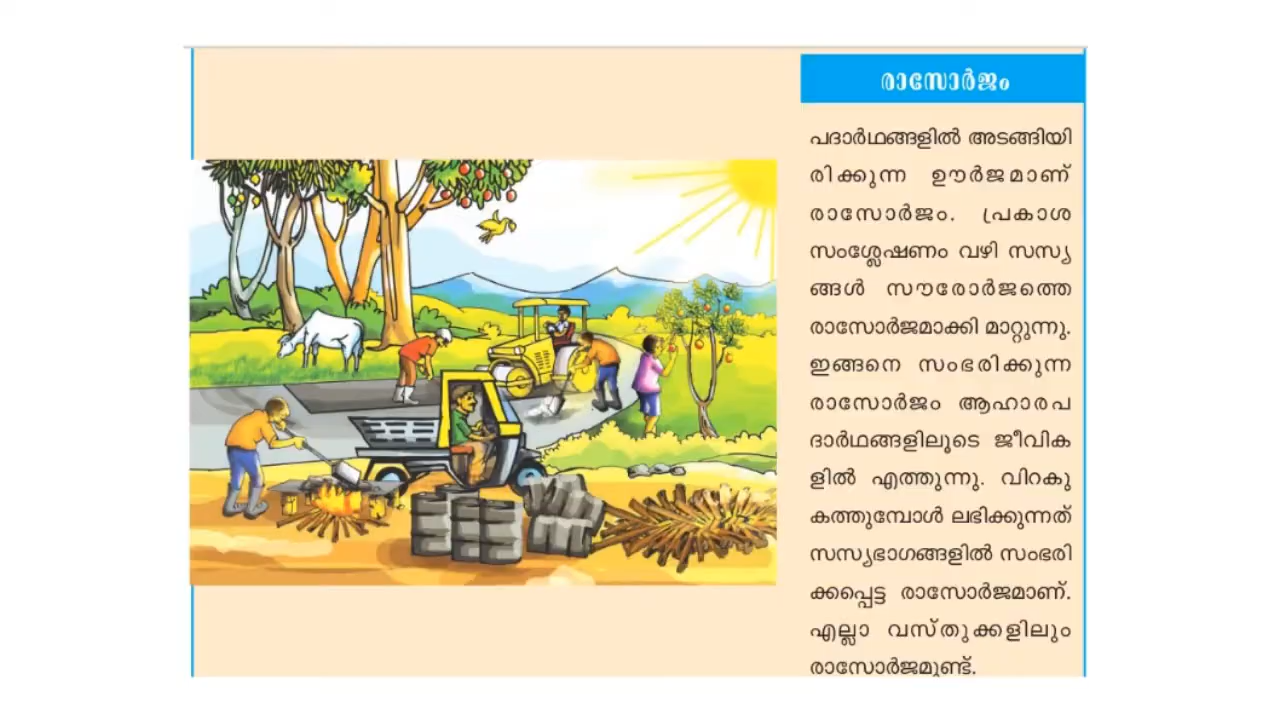 രാസോർജം
പദാർഥങ്ങളിൽ അടങ്ങിയി
രിക്കുന്ന ഊർജമാണ്
രാസോർജം. പ്രകാശ
സംശ്ലേഷണം വഴി സസ്യ
ങ്ങൾ സൗരോർജത്തെ
രാസോർജമാക്കി മാറ്റുന്നു.
ഇങ്ങനെ സംഭരിക്കുന്ന
രാസോർജം ആഹാരപ
ദാർഥങ്ങളിലൂടെ ജീവിക
ളിൽ എത്തുന്നു. വിറകു
കത്തുമ്പോൾ ലഭിക്കുന്നത്
സസ്യഭാഗങ്ങളിൽ സംഭരി
ക്കപ്പെട്ട രാസോർജമാണ്.
എല്ലാ വസ്തുക്കളിലും
രാസോർജമുണ്ട്.